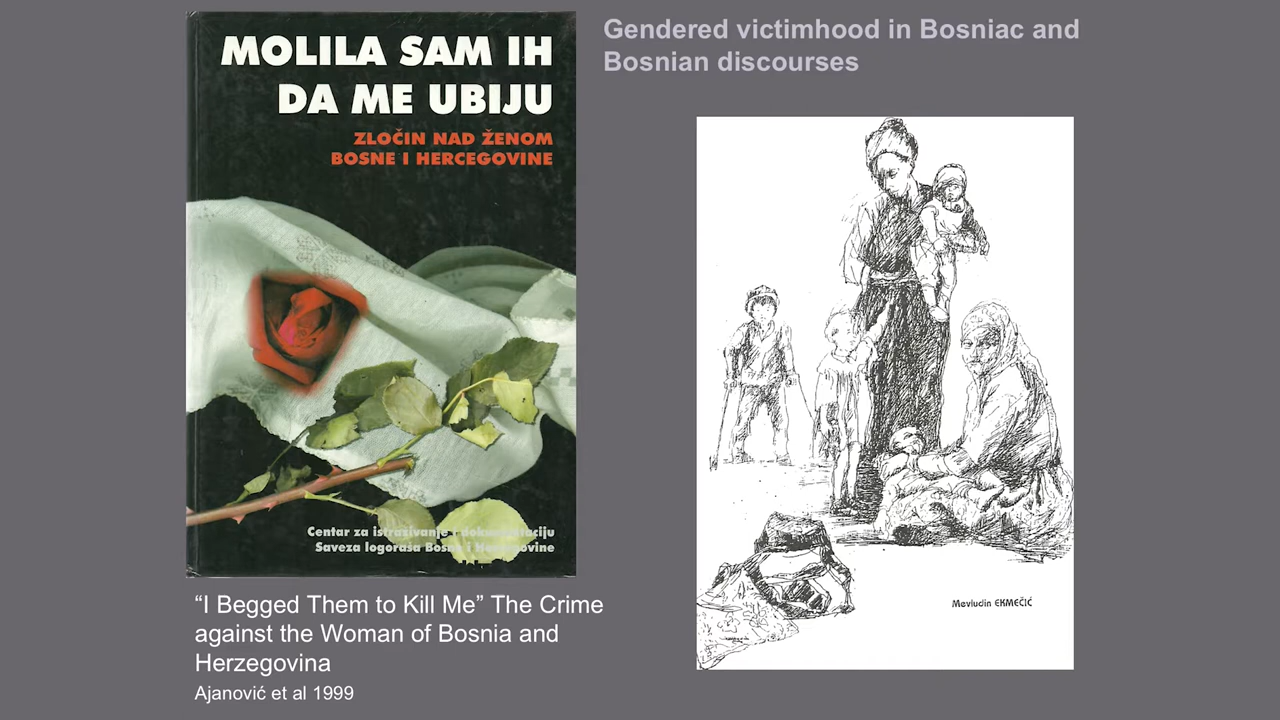 MOLILA SAM IH
DA ME UBIJU
ZLOČIN NAD ŽENOM
BOSNE I HERCEGOVINE
Centar za istraživanje i dokumentaciju
Saveza logoraša Bosne i Hercegovine
“I Begged Them to Kill Me” The Crime
against the Woman of Bosnia and
Herzegovina
Ajanović et al 1999
Gendered victimhood in Bosniac and
Bosnian discourses
Mevludin EKMEČIĆ